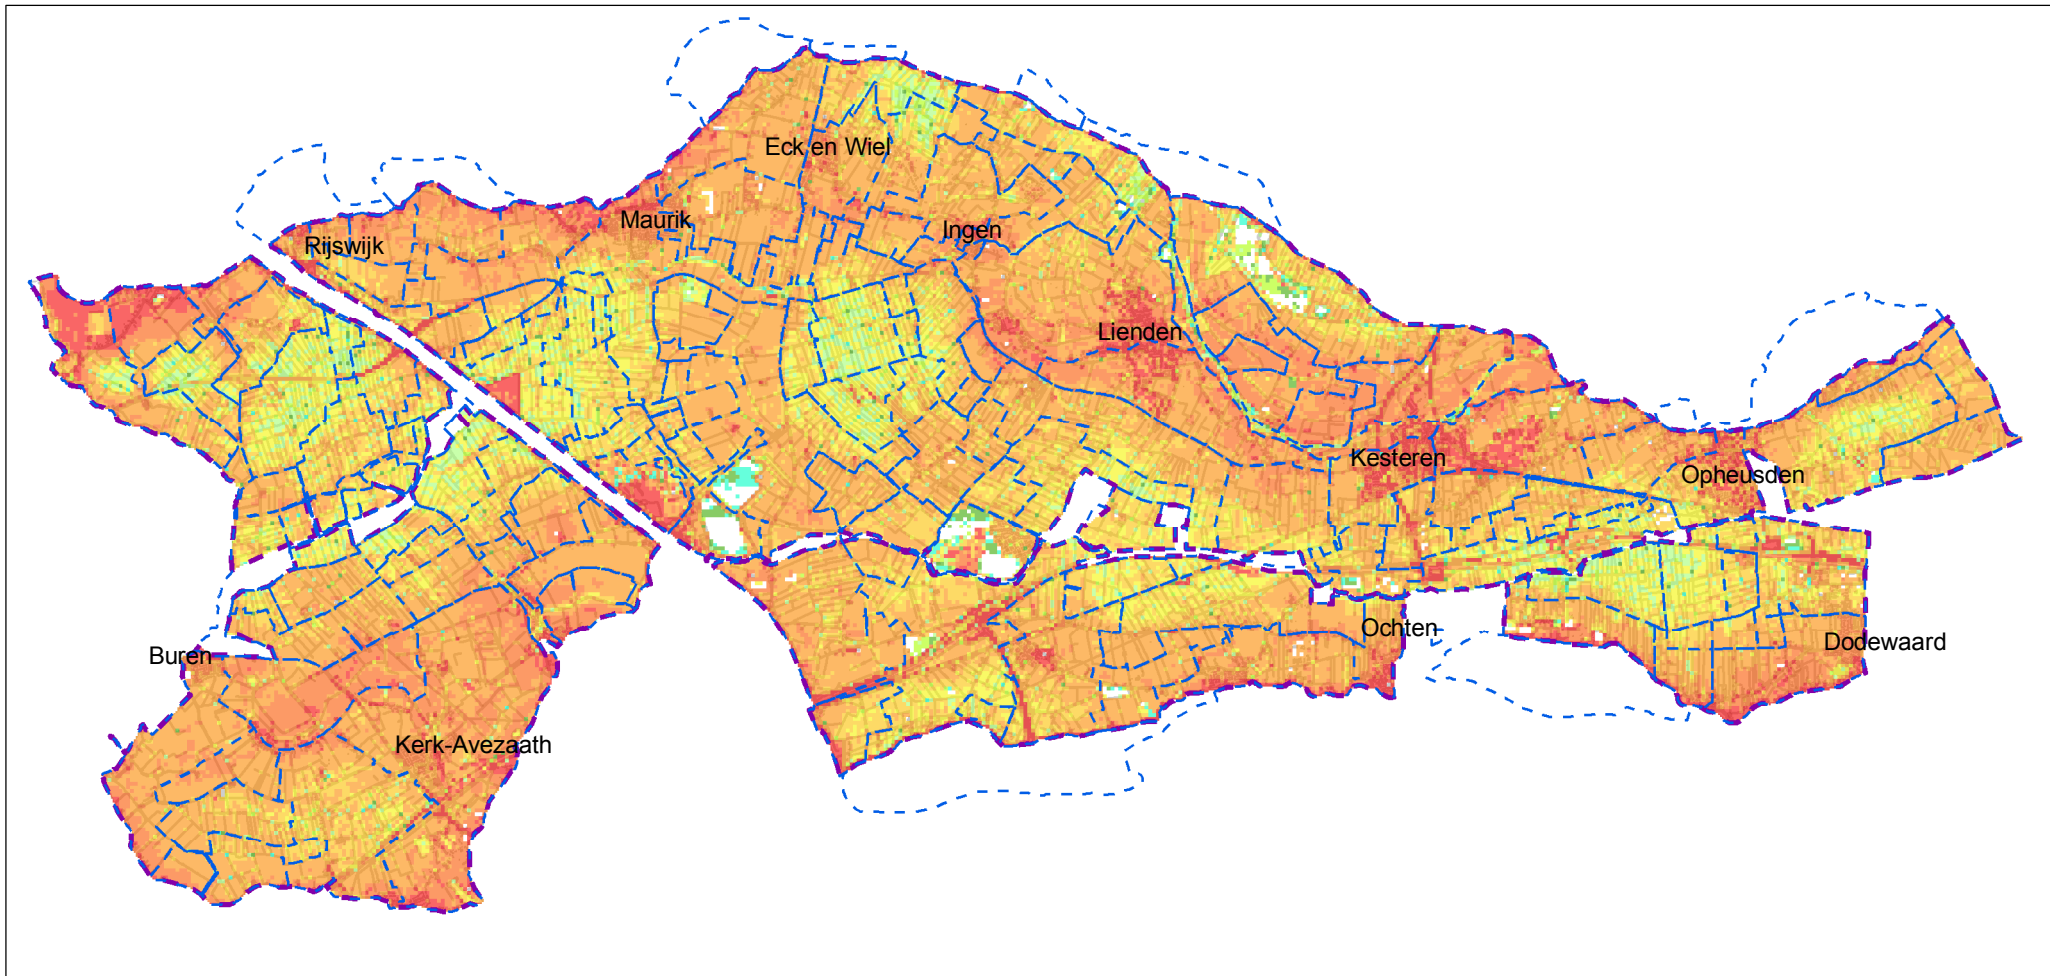 Eck en Wiel
Maurik
Ingen
Rijswijk
Lienden
Kesteren
Opheusden
Ochten
Dodewaard
Buren
Kerk-Avezaath